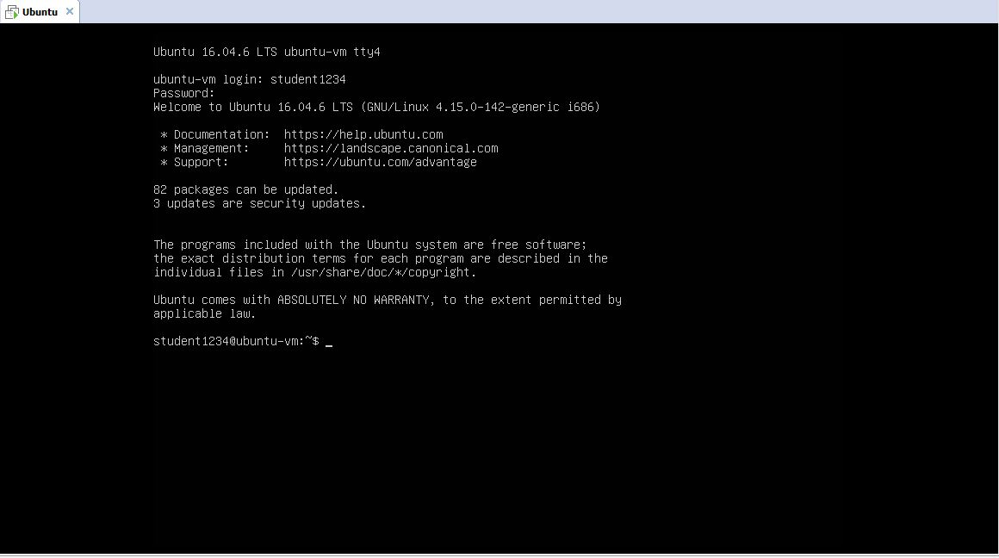 Ubuntu
Ubuntu 16.04.6 LTS ubuntu-vm tty4
ubuntu-vm login: student1234
Password:
Welcome to Ubuntu 16.04.6 LTS (GNU/Linux 4.15.0-142-generic i686)
* Documentation:  https://help.ubuntu.com
* Management:     https://landscape.canonical.com
* Support:        https://ubuntu.com/advantage
82 packages can be updated.
3 updates are security updates.
The programs included with the Ubuntu system are free software;
the exact distribution terms for each program are described in the
individual files in /usr/share/doc/*/copyright.
Ubuntu comes with ABSOLUTELY NO WARRANTY, to the extent permitted by
applicable law.
student1234@ubuntu-vm:~$ _